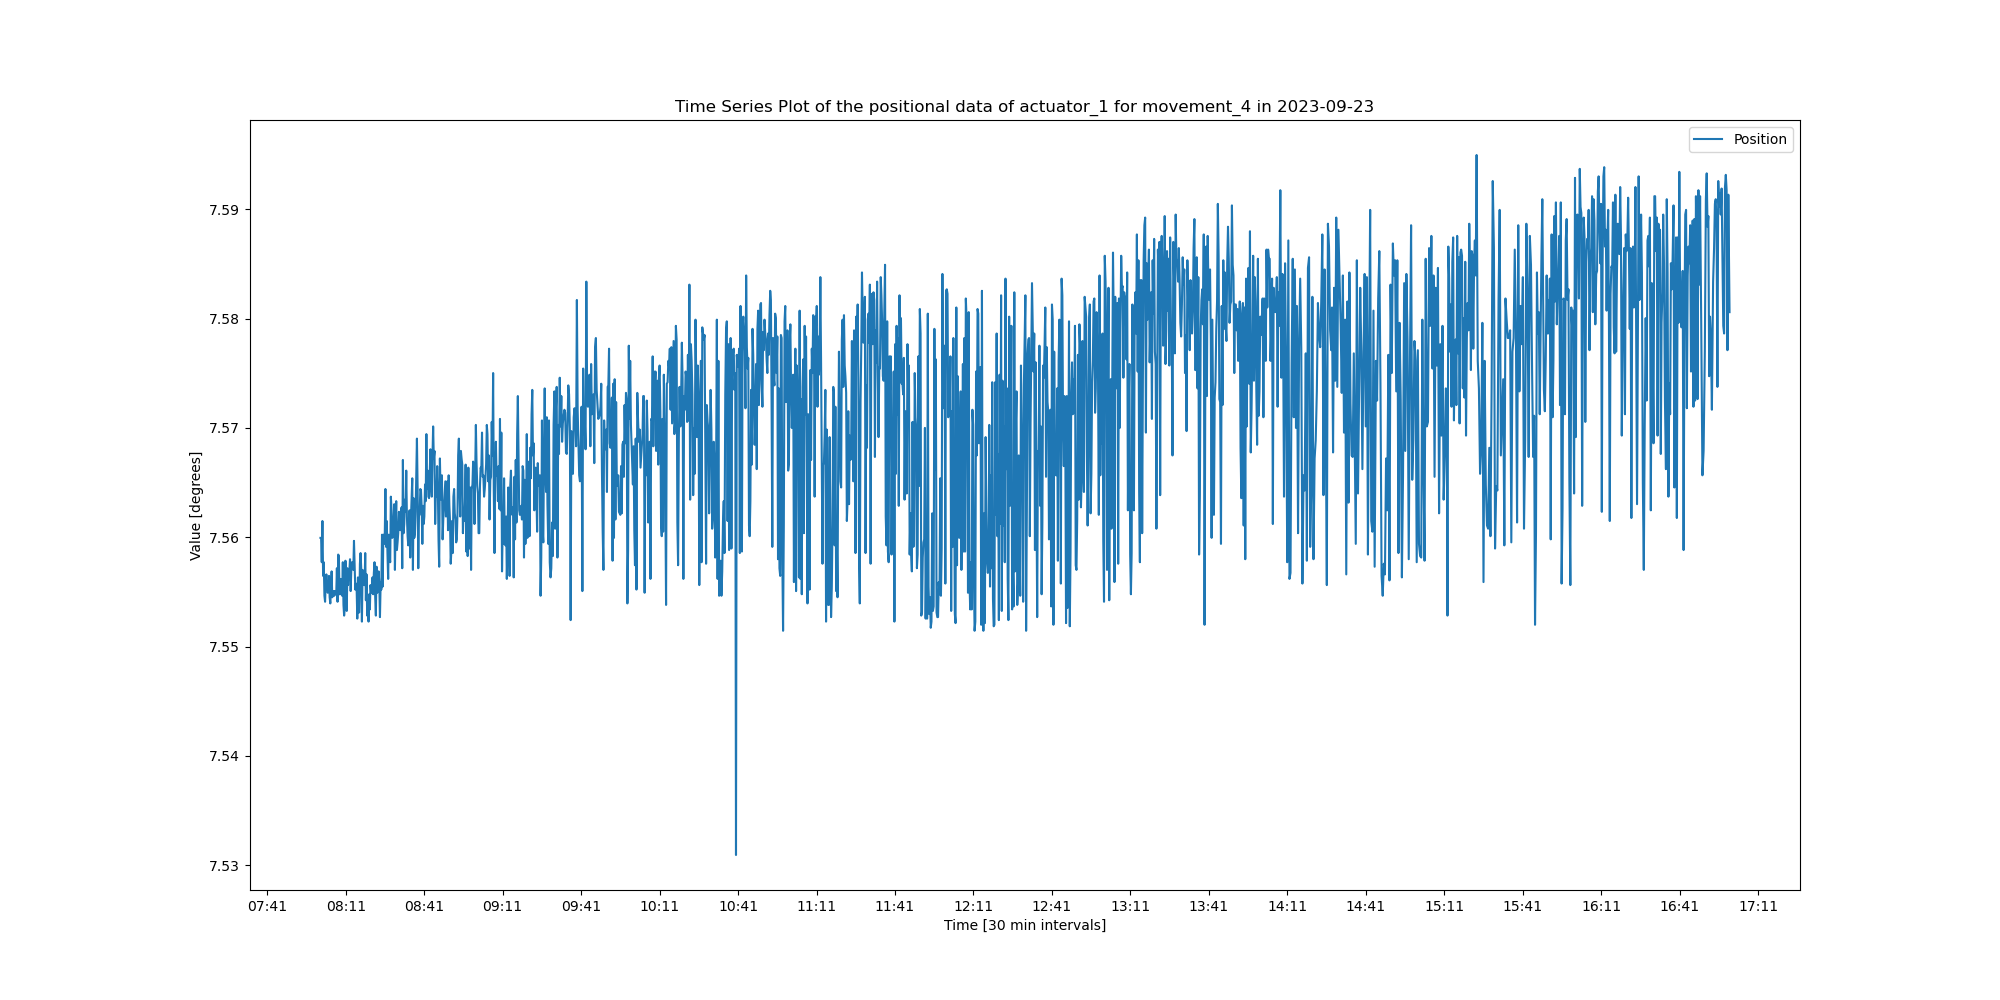 Time Series Plot of the positional data of actuator_1 for movement_4 in 2023-09-23
Position
7.59
7.58
7.57
7.56
7.55
7.54
7.53
Value [degrees]
07:41 08:11 08:41 09:11 09:41 10:11 10:41 11:11 11:41 12:11 12:41 13:11 13:41 14:11 14:41 15:11 15:41 16:11 16:41 17:11
Time [30 min intervals]